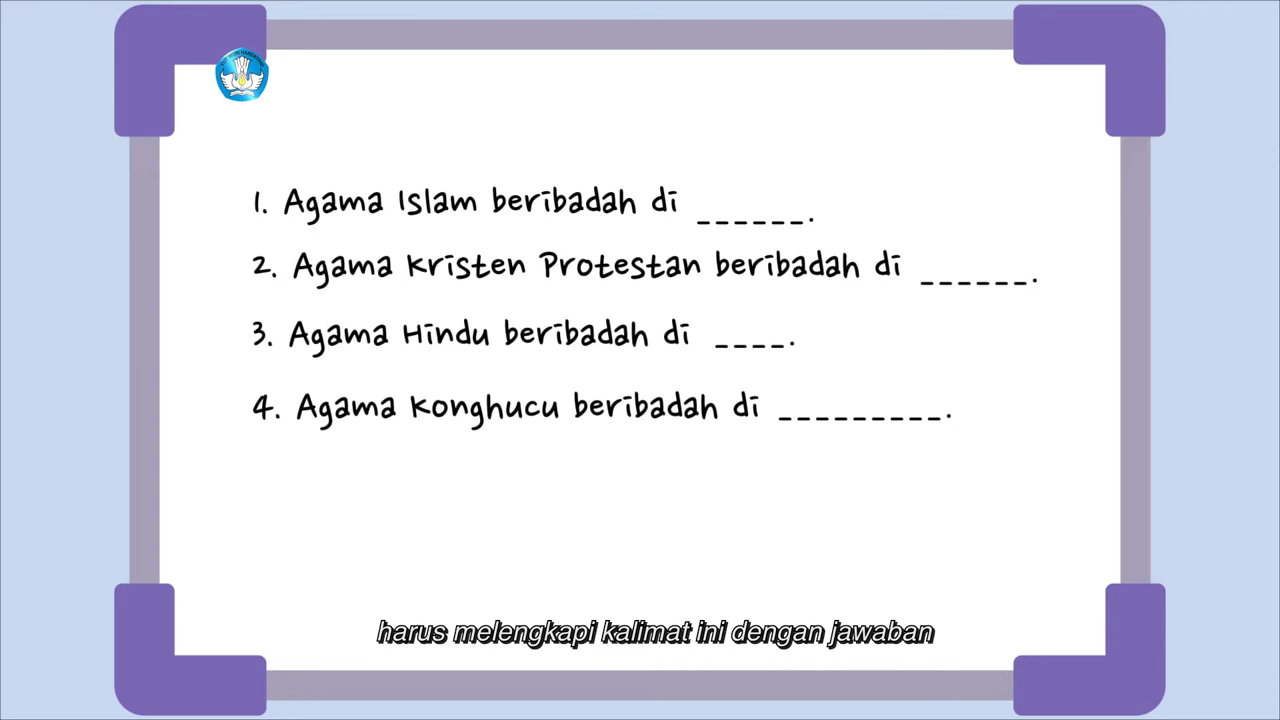 1. Agama Islam beribadah di ______.
2. Agama Kristen Protestan beribadah di ______.
3. Agama Hindu beribadah di ____.
4. Agama Konghucu beribadah di _________.
harus melengkapi kalimat ini dengan jawaban